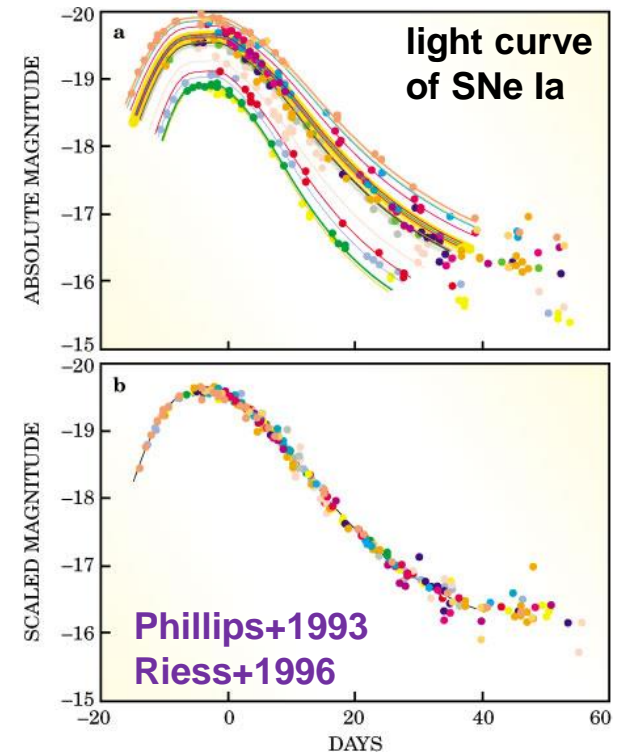 a
light curve
of SNe Ia
ABSOLUTE MAGNITUDE
−20
−19
−18
−17
−16
−15
b
SCALED MAGNITUDE
−20
−19
−18
−17
−16
−15
Phillips+1993
Riess+1996
−20 0 20 40 60
DAYS